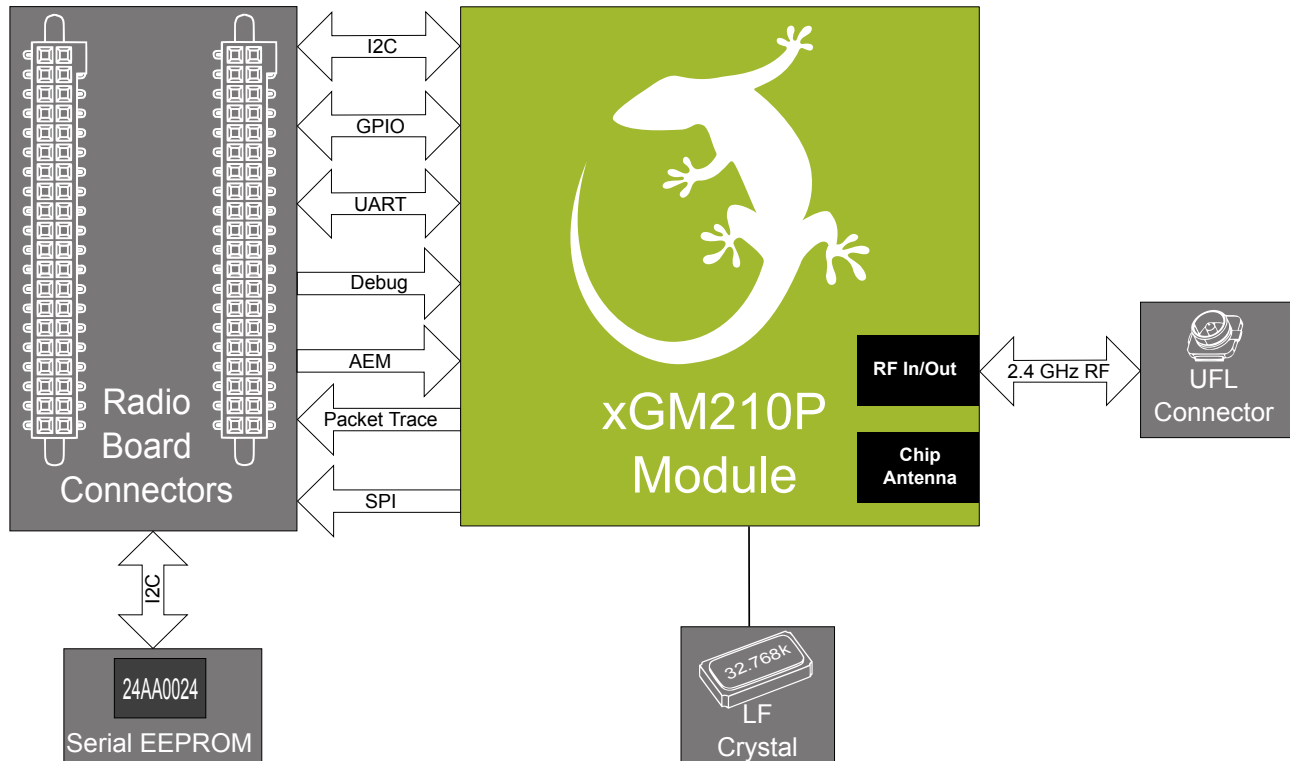 I2C
GPIO
UART
Debug
AEM
Packet Trace
SPI
Radio
Board
Connectors
xGM210P
Module
RF In/Out
Chip
Antenna
2.4 GHz RF
UFL
Connector
I2C
24AA0024
Serial EEPROM
32.768k
LF
Crystal